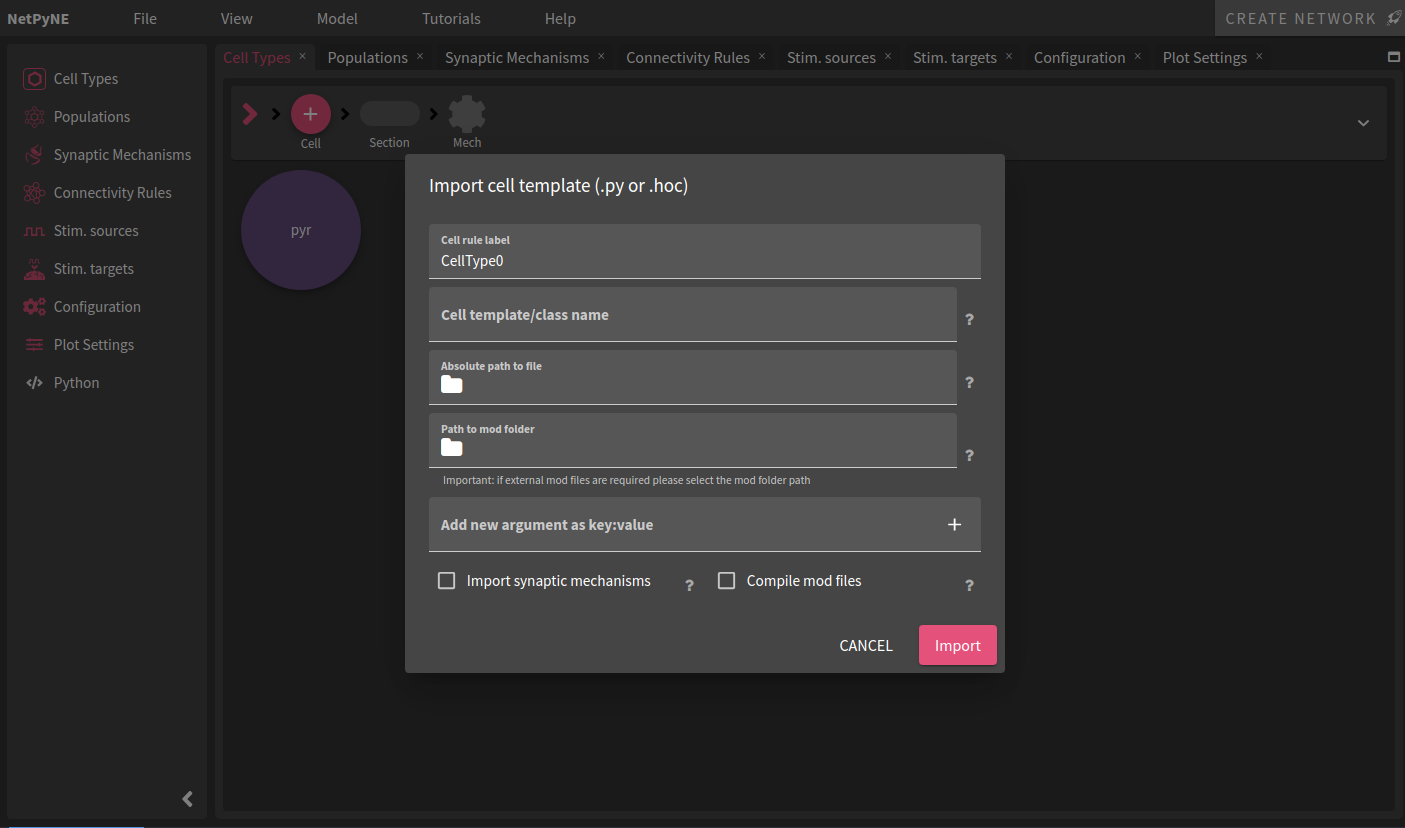 NetPyNE File View Model Tutorials Help CREATE NETWORK
Cell Types
Populations
Synaptic Mechanisms
Connectivity Rules
Stim. sources
Stim. targets
Configuration
Plot Settings
Python
Cell Types × Populations × Synaptic Mechanisms × Connectivity Rules × Stim. sources × Stim. targets × Configuration × Plot Settings ×
Cell Section Mech
pyr
Import cell template (.py or .hoc)
Cell rule label
CellType0
Cell template/class name ?
Absolute path to file
?
Path to mod folder
?
Important: if external mod files are required please select the mod folder path
Add new argument as key:value +
Import synaptic mechanisms ? Compile mod files ?
CANCEL Import